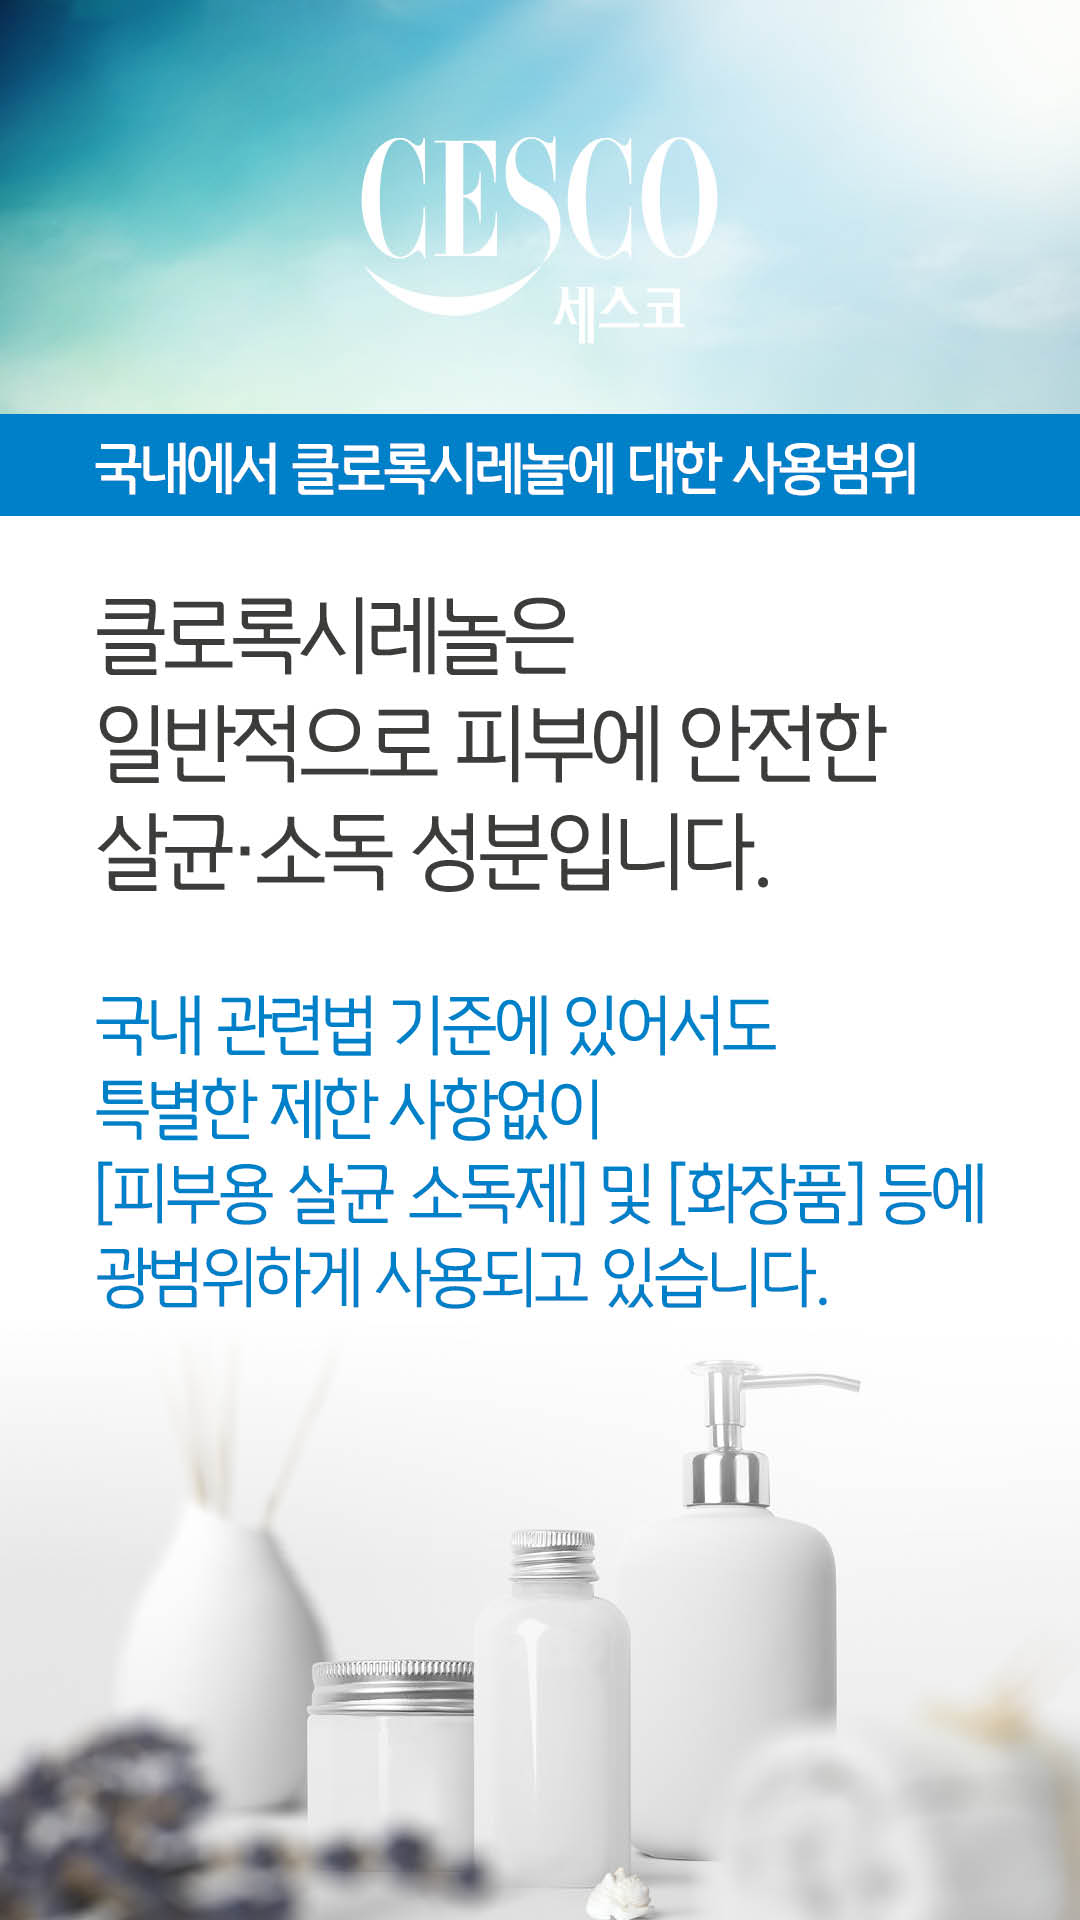 CESCO
세스코
국내에서 클로록시레놀에 대한 사용범위
클로록시레놀은
일반적으로 피부에 안전한
살균·소독 성분입니다.
국내 관련법 기준에 있어서도
특별한 제한 사항없이
[피부용 살균 소독제] 및 [화장품] 등에
광범위하게 사용되고 있습니다.